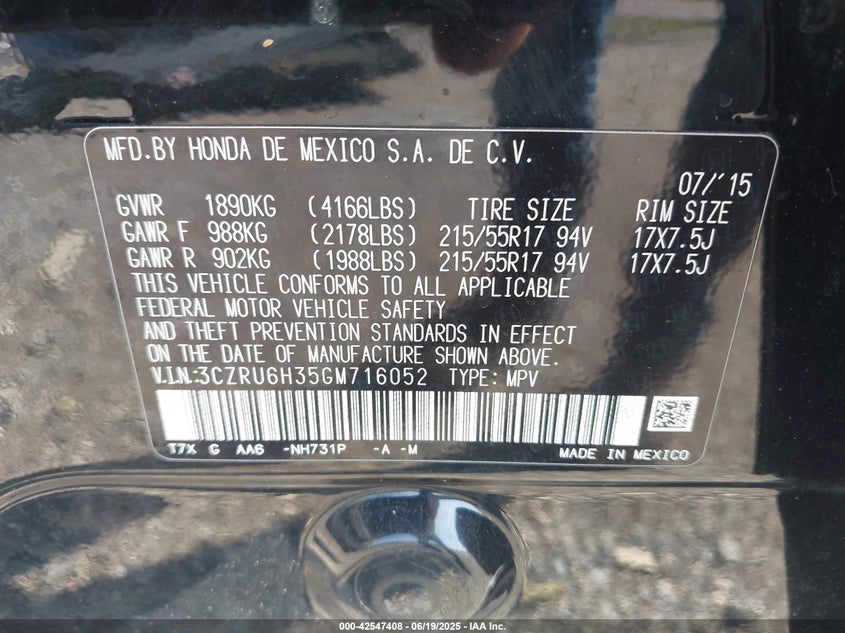 MFD.BY HONDA DE MEXICO S.A. DE C.V.
07/'15
GVWR 1890KG (4166LBS) TIRE SIZE RIM SIZE
GAWR F 988KG (2178LBS) 215/55R17 94V 17X7.5J
GAWR R 902KG (1988LBS) 215/55R17 94V 17X7.5J
THIS VEHICLE CONFORMS TO ALL APPLICABLE
FEDERAL MOTOR VEHICLE SAFETY
AND THEFT PREVENTION STANDARDS IN EFFECT
ON THE DATE OF MANUFACTURE SHOWN ABOVE.
V.I.N.:3CZRU6H35GM716052 TYPE: MPV
T7X G AA6 -NH731P -A -M MADE IN MEXICO
000-42547408 - 06/19/2025 - IAA Inc.